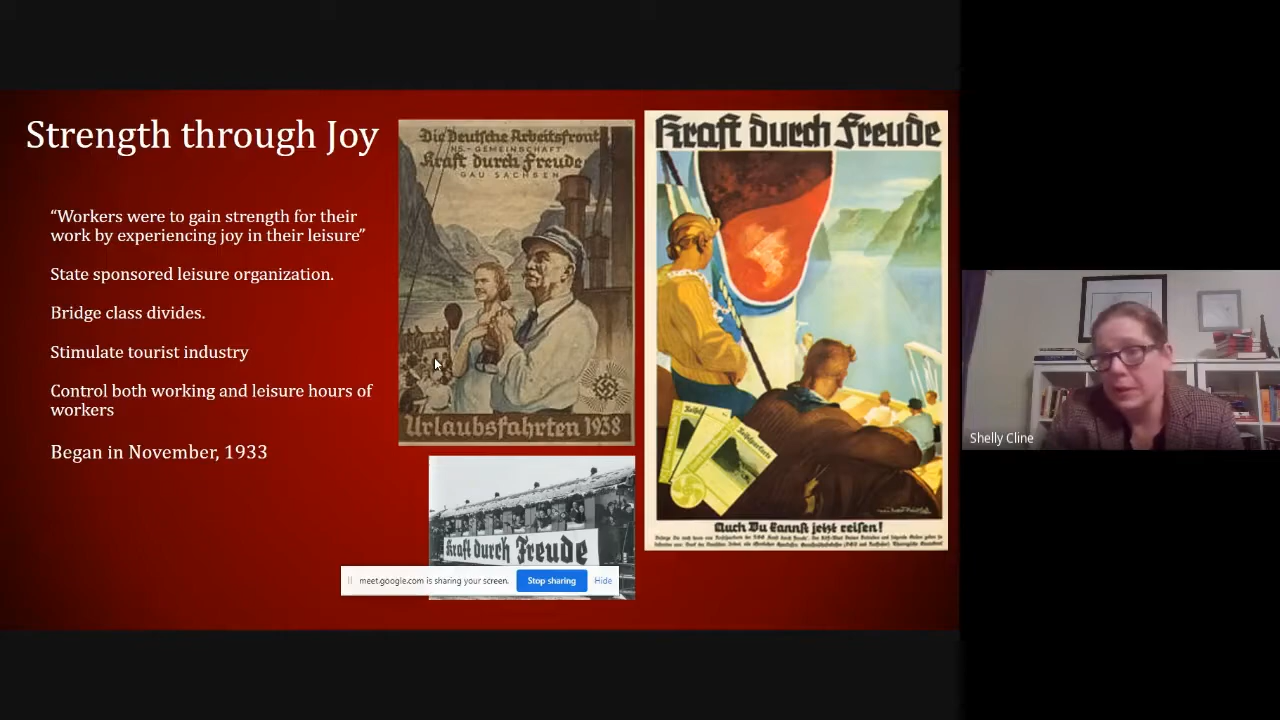 Strength through Joy
“Workers were to gain strength for their
work by experiencing joy in their leisure”
State sponsored leisure organization.
Bridge class divides.
Stimulate tourist industry
Control both working and leisure hours of
workers
Began in November, 1933
Die Deutsche Arbeitsfront
NS.-GEMEINSCHAFT
Kraft durch Freude
GAU SACHSEN
Urlaubsfahrten 1938
Kraft durch Freude
meet.google.com is sharing your screen.
Stop sharing
Hide
Kraft durch Freude
Auch Du kannst jetzt reisen!
Shelly Cline